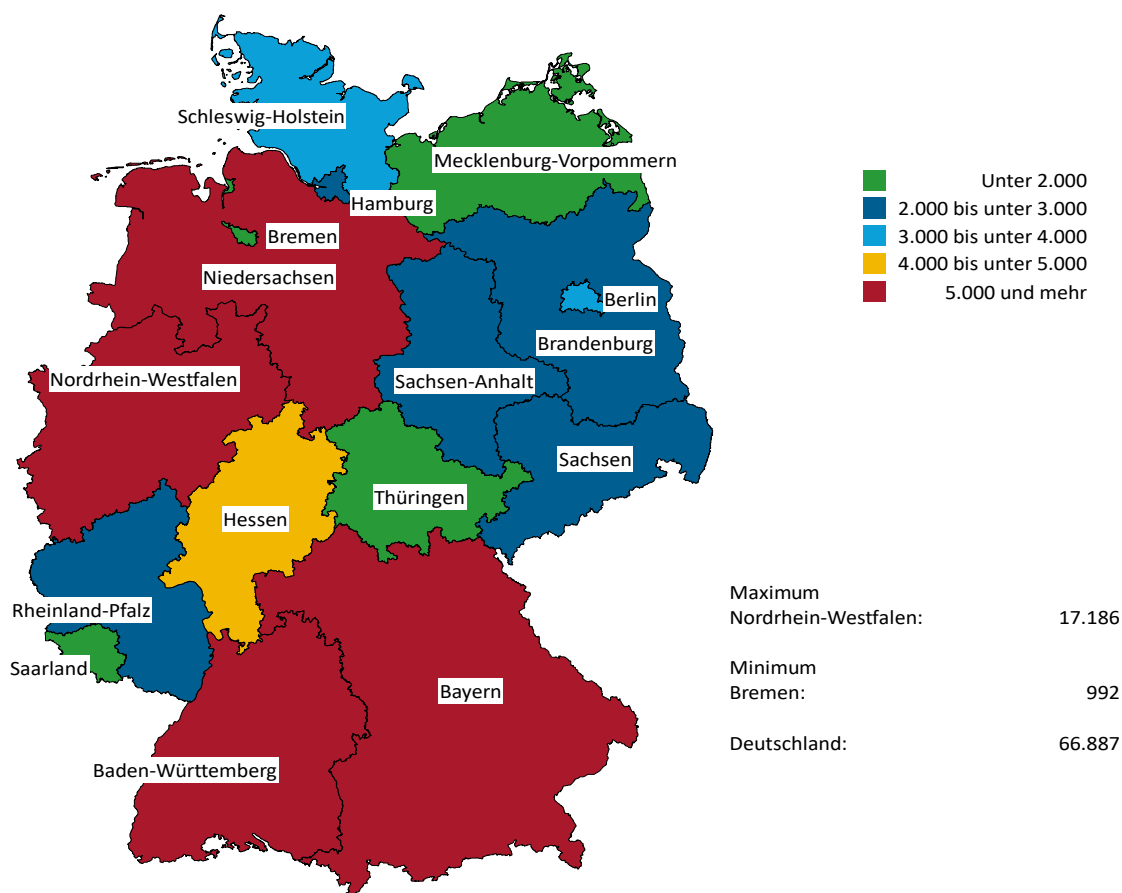 Schleswig-Holstein
Mecklenburg-Vorpommern
Hamburg
Bremen
Niedersachsen
Berlin
Brandenburg
Nordrhein-Westfalen
Sachsen-Anhalt
Sachsen
Thüringen
Hessen
Rheinland-Pfalz
Saarland
Bayern
Baden-Württemberg
Unter 2.000
2.000 bis unter 3.000
3.000 bis unter 4.000
4.000 bis unter 5.000
5.000 und mehr
Maximum
Nordrhein-Westfalen: 17.186
Minimum
Bremen: 992
Deutschland: 66.887